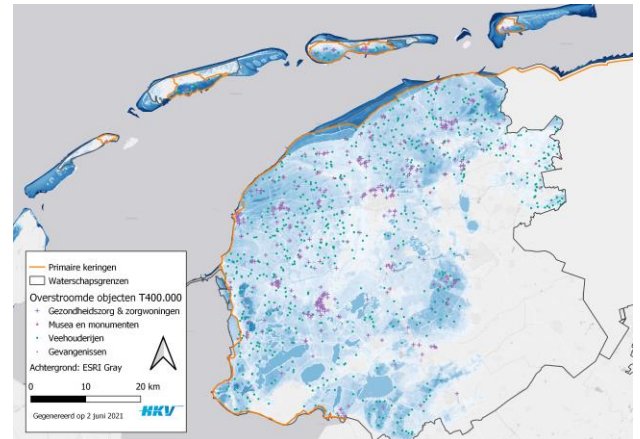 Primaire keringen
Waterschapsgrenzen
Overstroomde objecten T400.000
Gezondheidszorg & zorgwoningen
Musea en monumenten
Veehouderijen
Gevangenissen
Achtergrond: ESRI Gray
0 10 20 km
Gegenereerd op 2 juni 2021
HKV